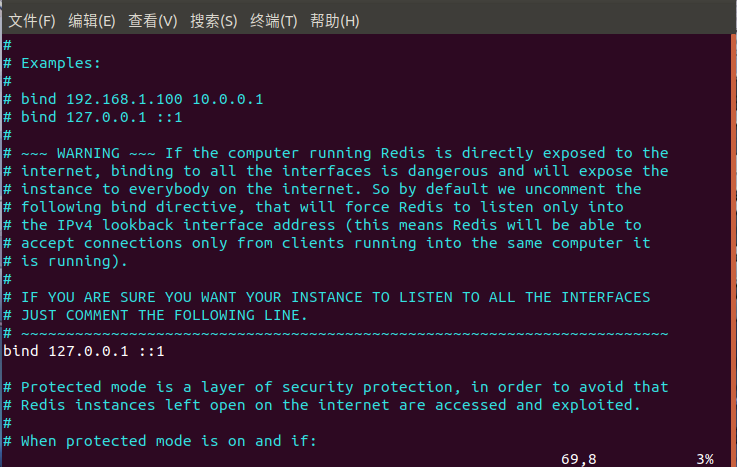 文件(F) 编辑(E) 查看(V) 搜索(S) 终端(T) 帮助(H)
#
# Examples:
#
# bind 192.168.1.100 10.0.0.1
# bind 127.0.0.1 ::1
#
# ~~~ WARNING ~~~ If the computer running Redis is directly exposed to the
# internet, binding to all the interfaces is dangerous and will expose the
# instance to everybody on the internet. So by default we uncomment the
# following bind directive, that will force Redis to listen only into
# the IPv4 lookback interface address (this means Redis will be able to
# accept connections only from clients running into the same computer it
# is running).
#
# IF YOU ARE SURE YOU WANT YOUR INSTANCE TO LISTEN TO ALL THE INTERFACES
# JUST COMMENT THE FOLLOWING LINE.
# ~~~~~~~~~~~~~~~~~~~~~~~~~~~~~~~~~~~~~~~~~~~~~~~~~~~~~~~~~~~~~~~~~~~~~~~~
bind 127.0.0.1 ::1
# Protected mode is a layer of security protection, in order to avoid that
# Redis instances left open on the internet are accessed and exploited.
#
# When protected mode is on and if:
69,8 3%